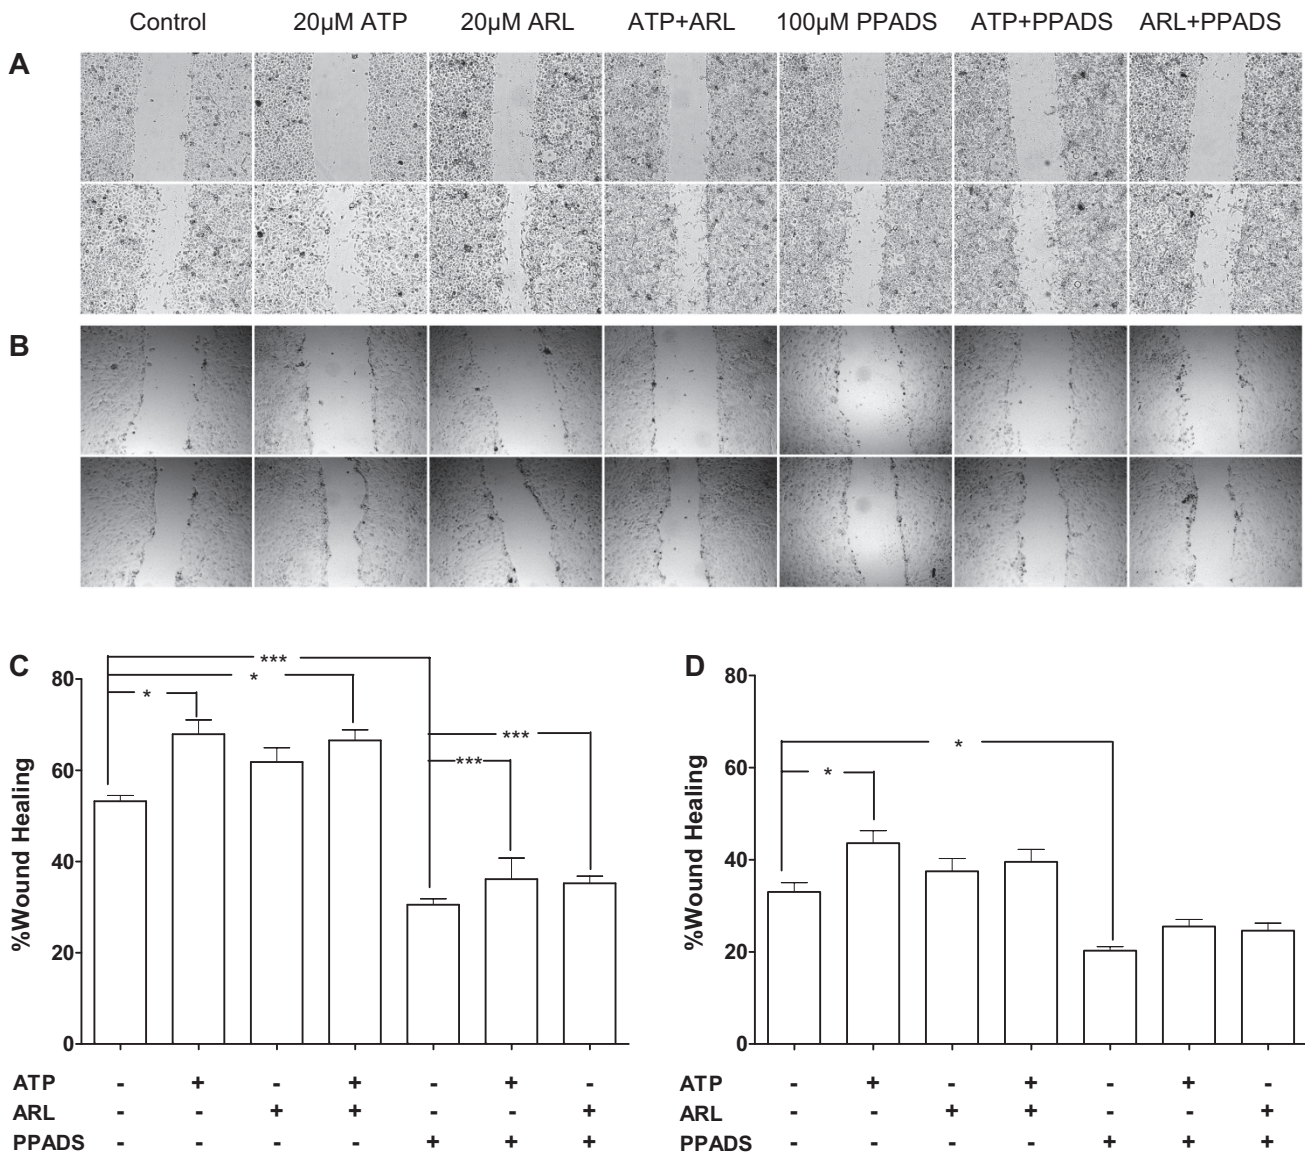 Control 20µM ATP 20µM ARL ATP+ARL 100µM PPADS ATP+PPADS ARL+PPADS
A
B
C
***
*
*
***
***
80
60
40
20
0
%Wound Healing
ATP - + - + - + -
ARL - - + + - - +
PPADS - - - - + + +
D
*
*
80
60
40
20
0
%Wound Healing
ATP - + - + - + -
ARL - - + + - - +
PPADS - - - - + + +